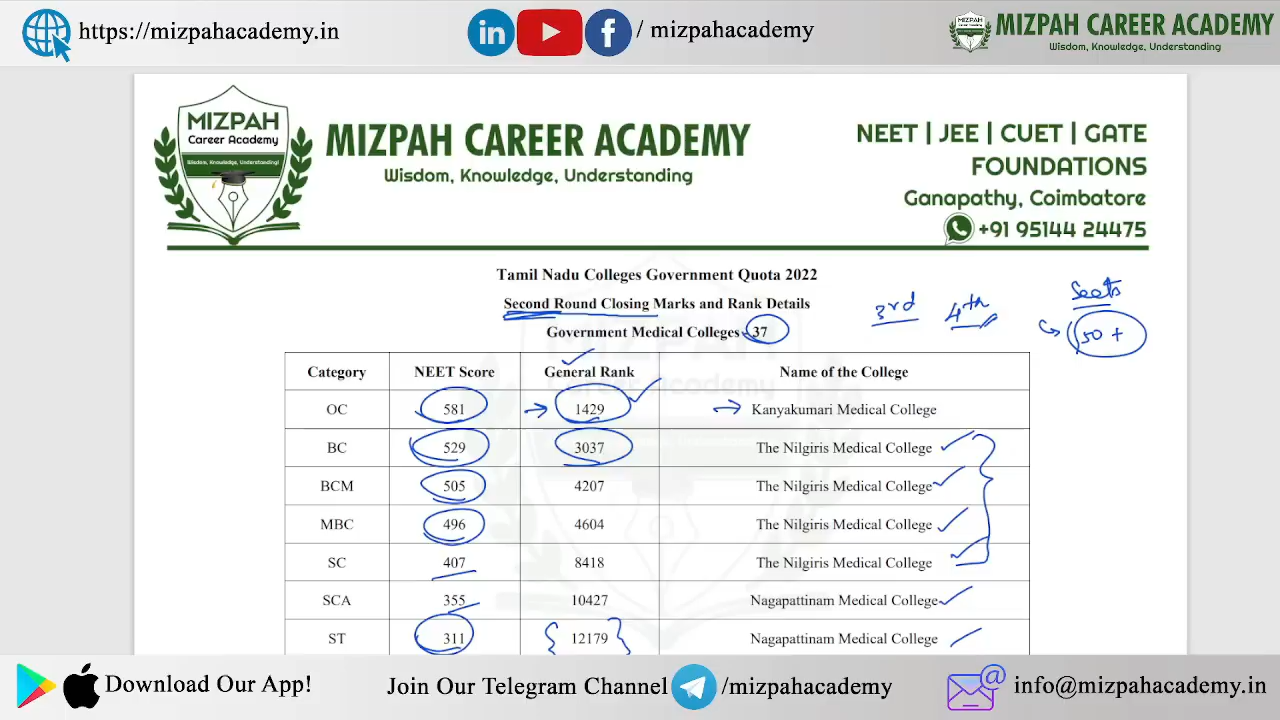 https://mizpahacademy.in
in f / mizpahacademy
MIZPAH CAREER ACADEMY
Wisdom, Knowledge, Understanding
MIZPAH
Career Academy
Wisdom, Knowledge, Understanding!
MIZPAH CAREER ACADEMY
Wisdom, Knowledge, Understanding
NEET | JEE | CUET | GATE
FOUNDATIONS
Ganapathy, Coimbatore
+91 95144 24475
Tamil Nadu Colleges Government Quota 2022
Second Round Closing Marks and Rank Details
Government Medical Colleges - 37
3rd 4th
Seats
50 +
Category NEET Score General Rank Name of the College
OC 581 1429 Kanyakumari Medical College
BC 529 3037 The Nilgiris Medical College
BCM 505 4207 The Nilgiris Medical College
MBC 496 4604 The Nilgiris Medical College
SC 407 8418 The Nilgiris Medical College
SCA 355 10427 Nagapattinam Medical College
ST 311 12179 Nagapattinam Medical College
Download Our App!
Join Our Telegram Channel /mizpahacademy
@ info@mizpahacademy.in